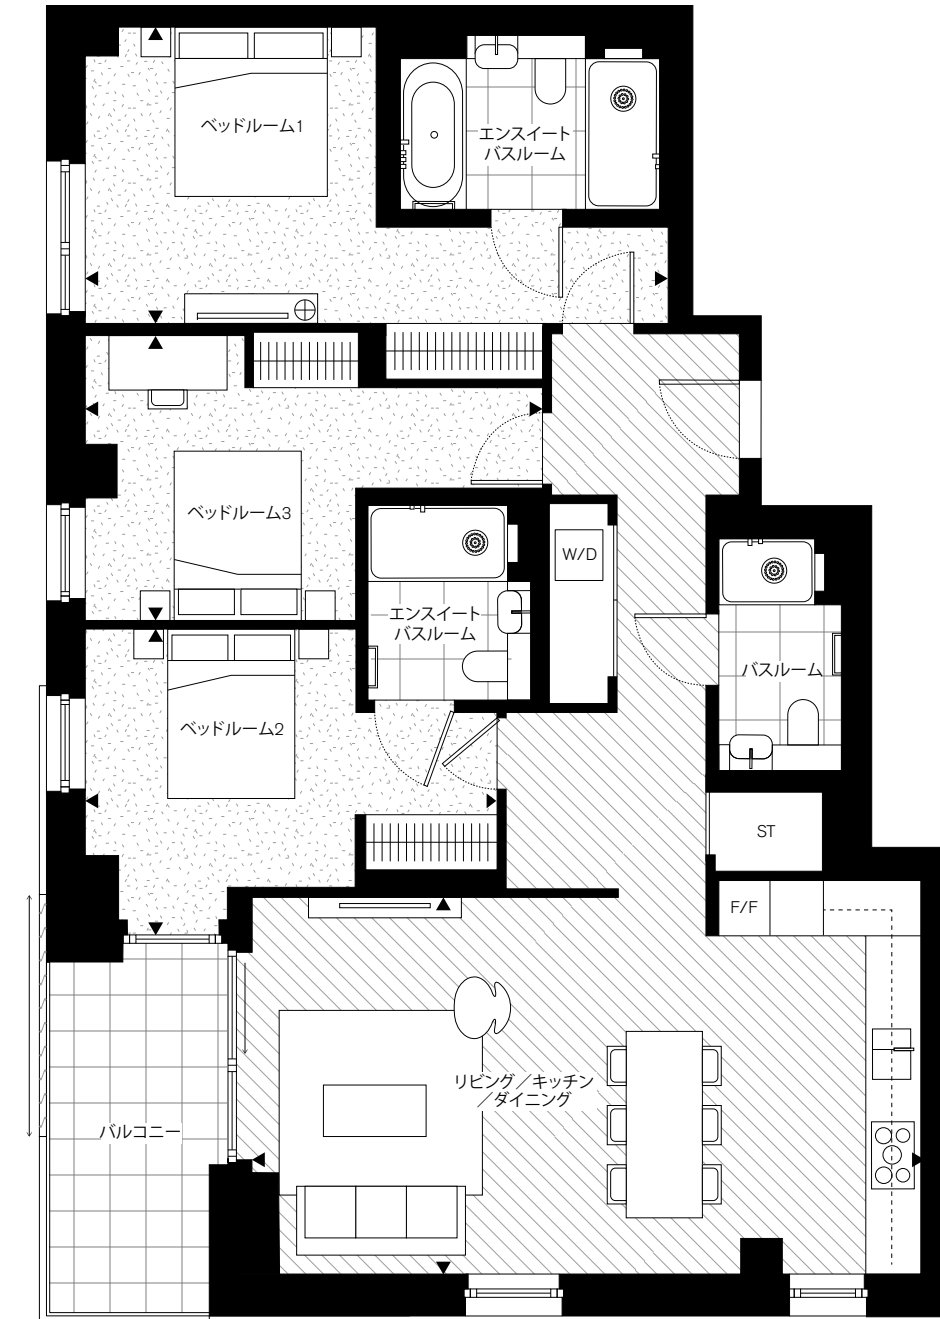 ベッドルーム1
エンスイート
バスルーム
ベッドルーム3
W/D
エンスイート
バスルーム
バスルーム
ベッドルーム2
ST
F/F
リビング／キッチン
／ダイニング
バルコニー